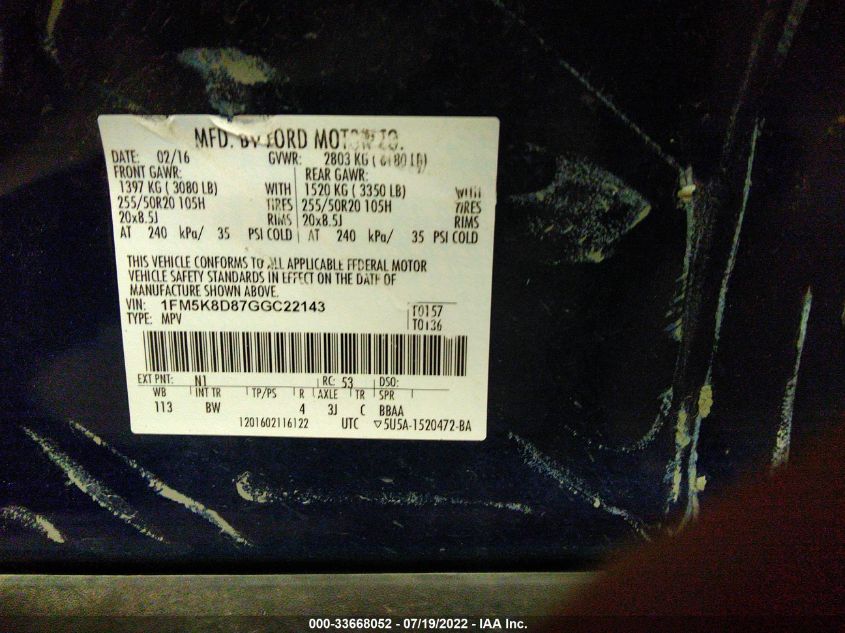 MFD. BY FORD MOTOR CO.
DATE: 02/16 GVWR: 2803 KG ( 6180 LB)
FRONT GAWR: REAR GAWR:
1397 KG ( 3080 LB) WITH 1520 KG ( 3350 LB) WITH
255/50R20 105H TIRES 255/50R20 105H TIRES
20x8.5J RIMS 20x8.5J RIMS
AT 240 kPa/ 35 PSI COLD AT 240 kPa/ 35 PSI COLD
THIS VEHICLE CONFORMS TO ALL APPLICABLE FEDERAL MOTOR
VEHICLE SAFETY STANDARDS IN EFFECT ON THE DATE OF
MANUFACTURE SHOWN ABOVE.
VIN: 1FM5K8D87GGC22143 T0157
TYPE: MPV T0136
EXT PNT: N1 RC: 53 DSO:
WB INT TR TP/PS R AXLE TR SPR
113 BW 4 3J C BBAA
1201602116122 UTC ▽5U5A-1520472-BA
000-33668052 - 07/19/2022 - IAA Inc.